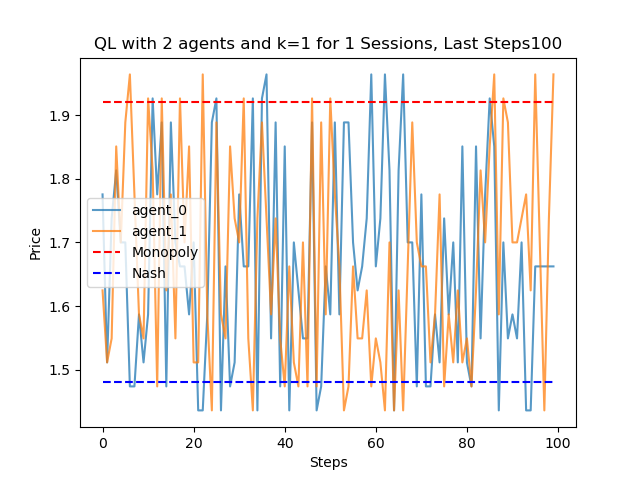 QL with 2 agents and k=1 for 1 Sessions, Last Steps100
1.9
1.8
1.7
1.6
1.5
Price
agent_0
agent_1
Monopoly
Nash
0
20
40
60
80
100
Steps